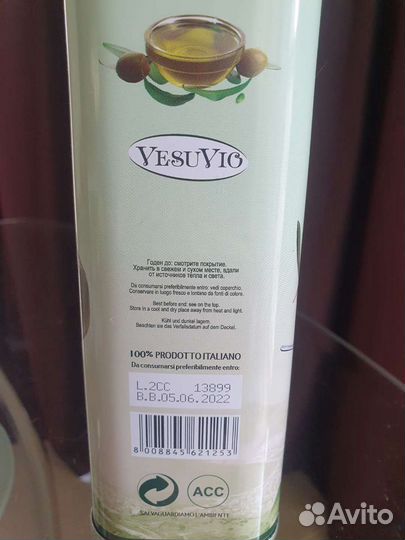 VESUVIO
Годен до: смотрите покрытие.
Хранить в свежем и сухом месте, вдали
от источников тепла и света.
Da consumarsi preferibilmente entro: vedi coperchio.
Conservare in luogo fresco e lontano da fonti di calore.
Best before end: see on the top.
Store in a cool and dry place away from heat and light.
Kühl und dunkel lagern.
Beachten sie das Verfallsdatum auf dem Deckel.
100% PRODOTTO ITALIANO
Da consumarsi preferibilmente entro:
L.2CC 13899
B.B.05.06.2022
8 008845 621253
ACC
SALVAGUARDIAMO L'AMBIENTE
Avito